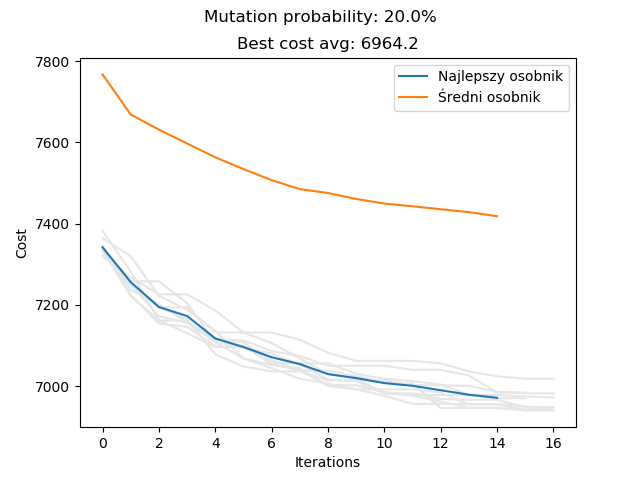 Mutation probability: 20.0%
Best cost avg: 6964.2
7800
7600
7400
7200
7000
Cost
Najlepszy osobnik
Średni osobnik
0 2 4 6 8 10 12 14 16
Iterations